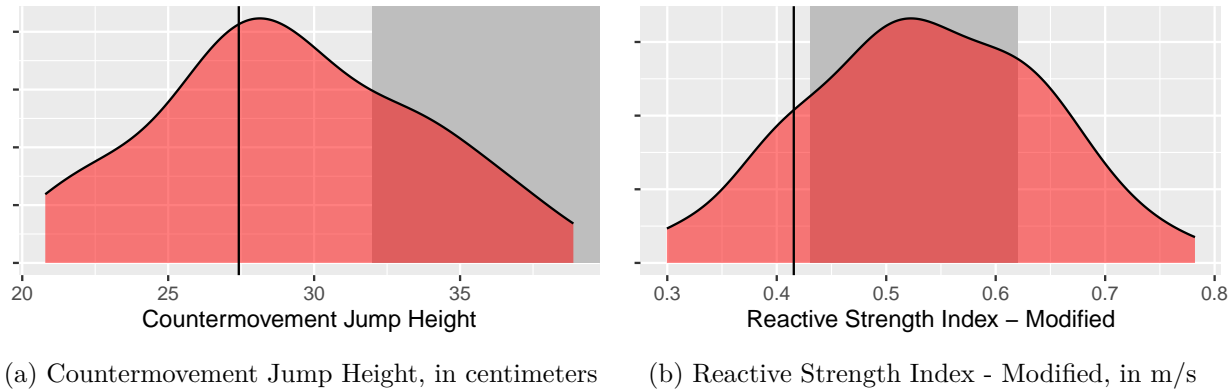 20 25 30 35
Countermovement Jump Height
(a) Countermovement Jump Height, in centimeters
0.3 0.4 0.5 0.6 0.7 0.8
Reactive Strength Index – Modified
(b) Reactive Strength Index - Modified, in m/s